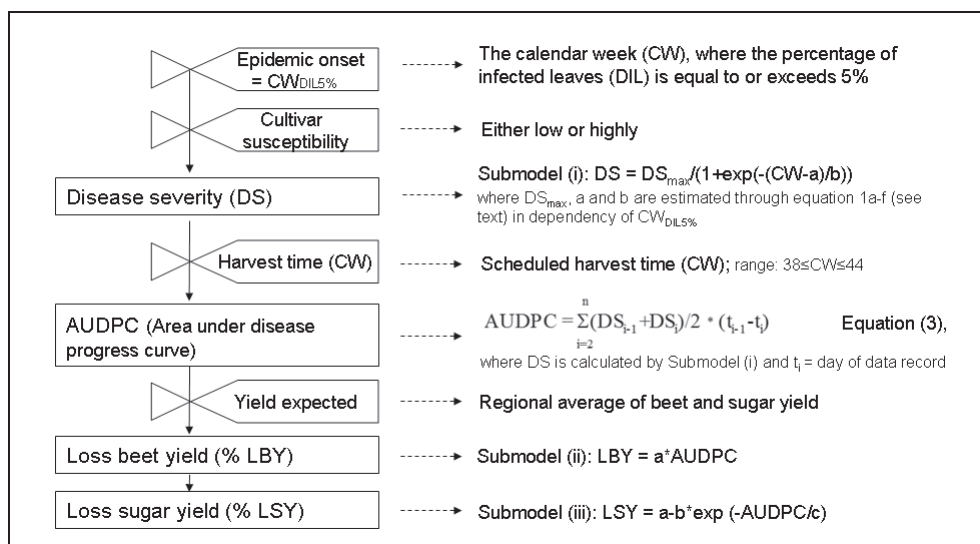 Epidemic onset
= CWDIL5%
The calendar week (CW), where the percentage of
infected leaves (DIL) is equal to or exceeds 5%
Cultivar
susceptibility
Either low or highly
Disease severity (DS)
Submodel (i): DS = DSmax/(1+exp(-(CW-a)/b))
where DSmax, a and b are estimated through equation 1a-f (see
text) in dependency of CWDIL5%
Harvest time (CW)
Scheduled harvest time (CW); range: 38≤CW≤44
AUDPC (Area under disease
progress curve)
n
AUDPC = Σ(DSi-1+DSi)/2 * (ti-1-ti) Equation (3),
i=2
where DS is calculated by Submodel (i) and ti = day of data record
Yield expected
Regional average of beet and sugar yield
Loss beet yield (% LBY)
Submodel (ii): LBY = a*AUDPC
Loss sugar yield (% LSY)
Submodel (iii): LSY = a-b*exp (-AUDPC/c)